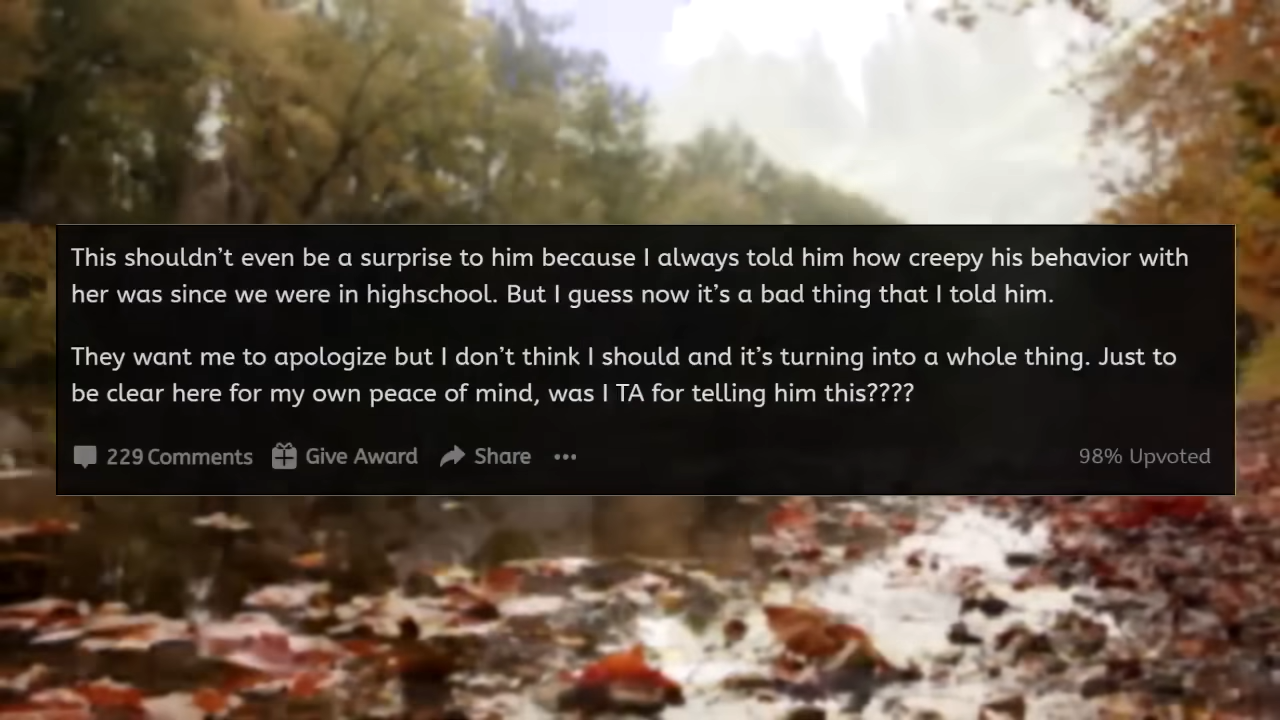 This shouldn’t even be a surprise to him because I always told him how creepy his behavior with
her was since we were in highschool. But I guess now it’s a bad thing that I told him.
They want me to apologize but I don’t think I should and it’s turning into a whole thing. Just to
be clear here for my own peace of mind, was I TA for telling him this????
229 Comments Give Award Share ••• 98% Upvoted